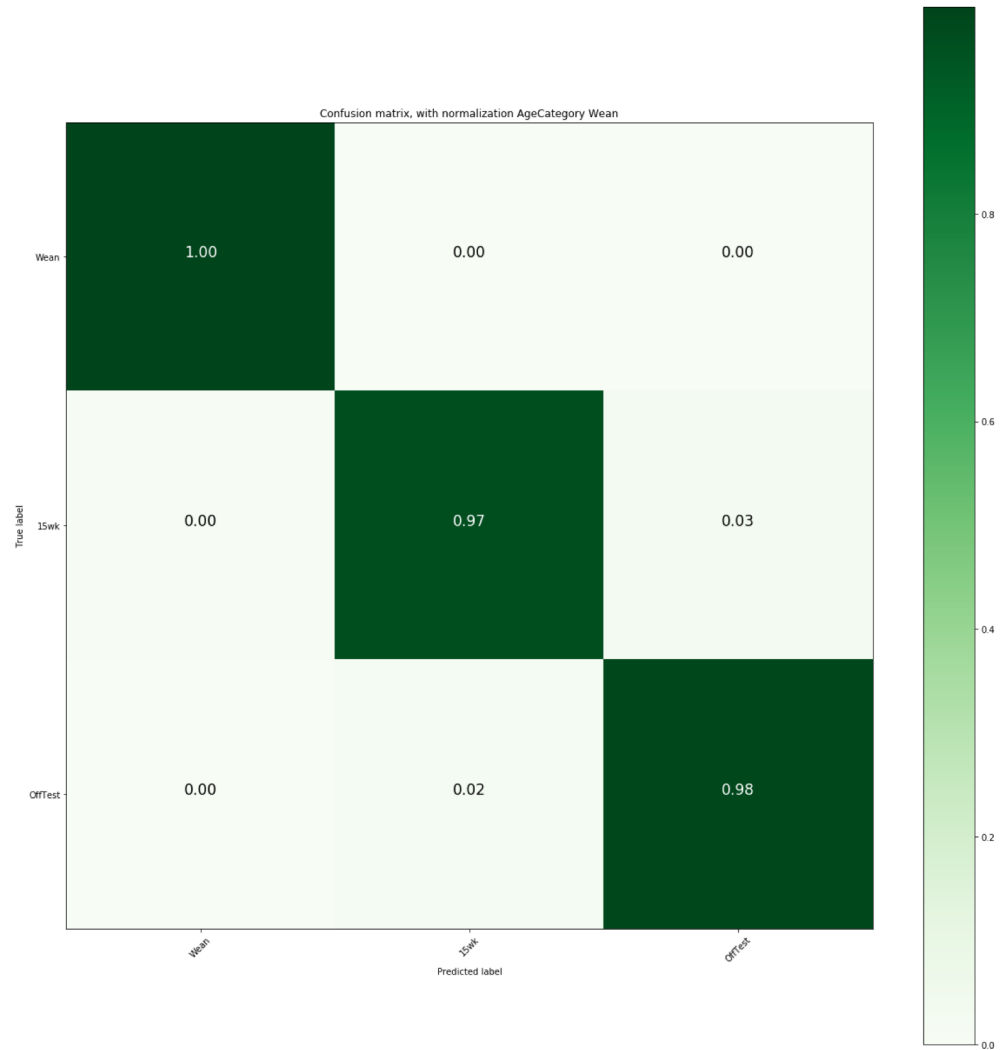 Confusion matrix, with normalization AgeCategory Wean
True label
Wean
1.00 0.00 0.00
15wk
0.00 0.97 0.03
OffTest
0.00 0.02 0.98
Wean 15wk OffTest
Predicted label
0.8
0.6
0.4
0.2
0.0